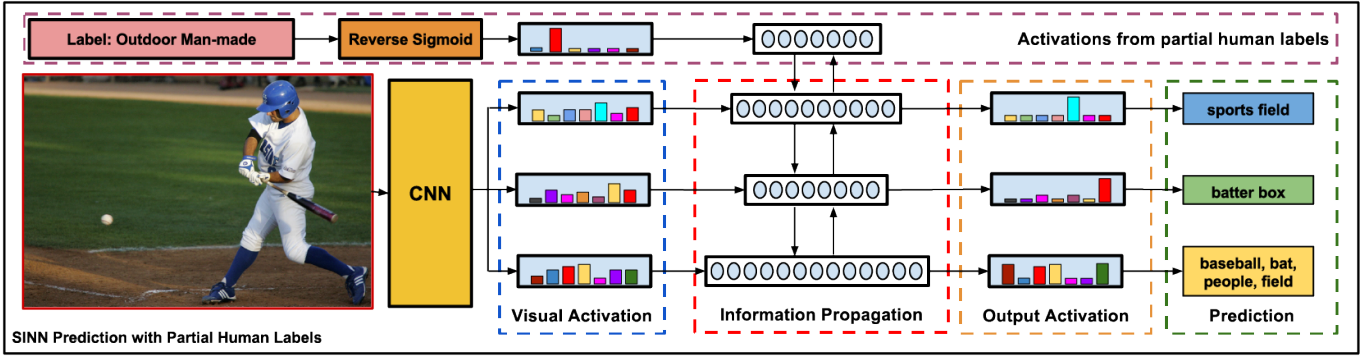 Label: Outdoor Man-made
Reverse Sigmoid
Activations from partial human labels
CNN
sports field
batter box
baseball, bat,
people, field
Visual Activation
Information Propagation
Output Activation
Prediction
SINN Prediction with Partial Human Labels